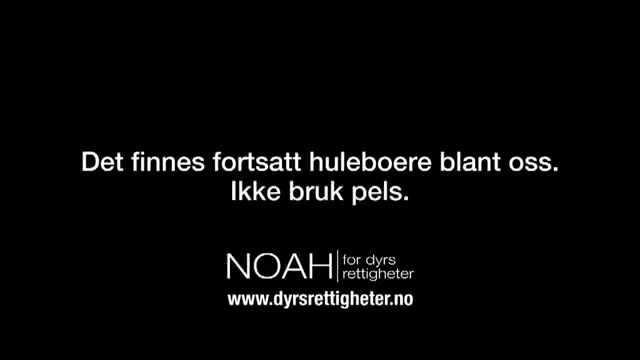 Det finnes fortsatt huleboere blant oss.
Ikke bruk pels.
NOAH for dyrs
rettigheter
www.dyrsrettigheter.no